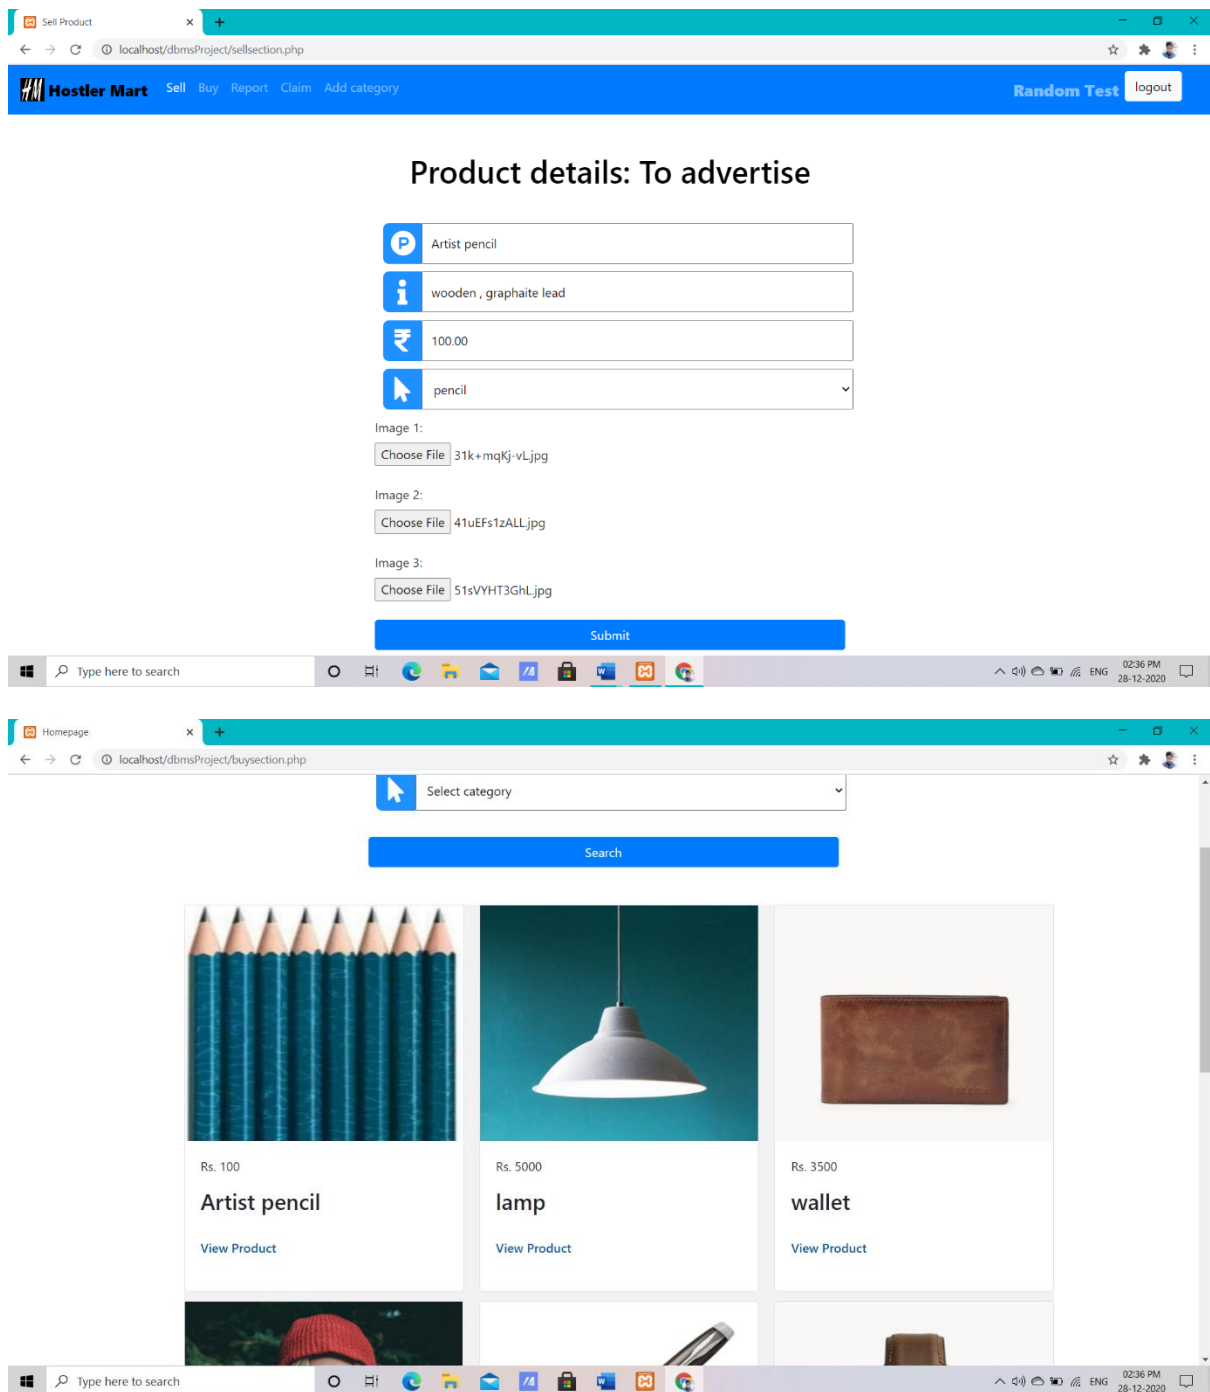 Sell Product
localhost/dbmsProject/sellsection.php
HM Hostler Mart Sell Buy Report Claim Add category Random Test logout
Product details: To advertise
Artist pencil
wooden , graphaite lead
₹ 100.00
pencil
Image 1:
Choose File 31k+mqKj-vL.jpg
Image 2:
Choose File 41uEFs1zALL.jpg
Image 3:
Choose File 51sVYHT3GhL.jpg
Submit
Type here to search ENG 02:36 PM
28-12-2020
Homepage
localhost/dbmsProject/buysection.php
Select category
Search
Rs. 100 Rs. 5000 Rs. 3500
Artist pencil lamp wallet
View Product View Product View Product
Type here to search ENG 02:36 PM
28-12-2020